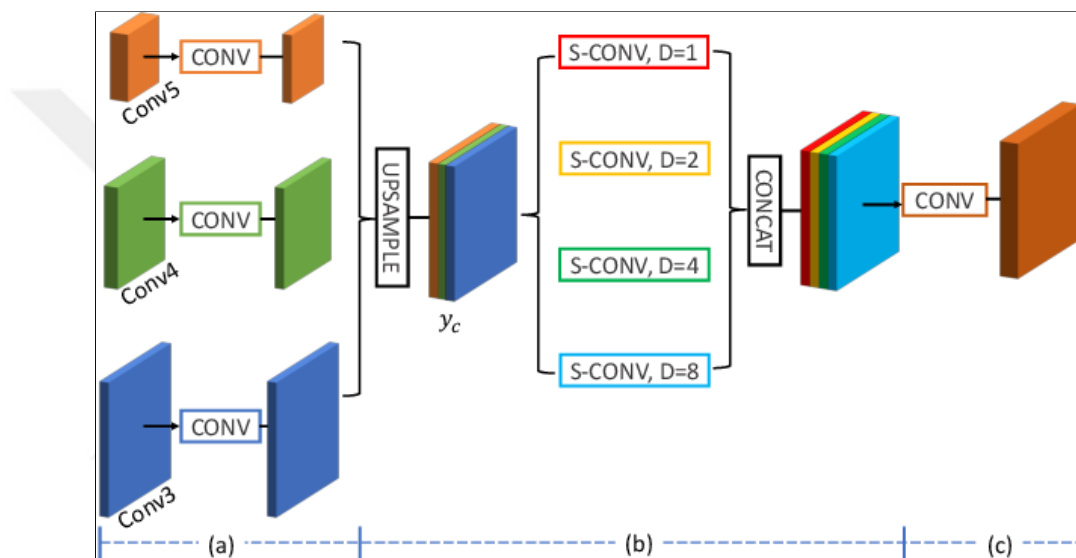 CONV
Conv5
CONV
Conv4
CONV
Conv3
UPSAMPLE
y_c
S-CONV, D=1
S-CONV, D=2
S-CONV, D=4
S-CONV, D=8
CONCAT
CONV
(a)
(b)
(c)